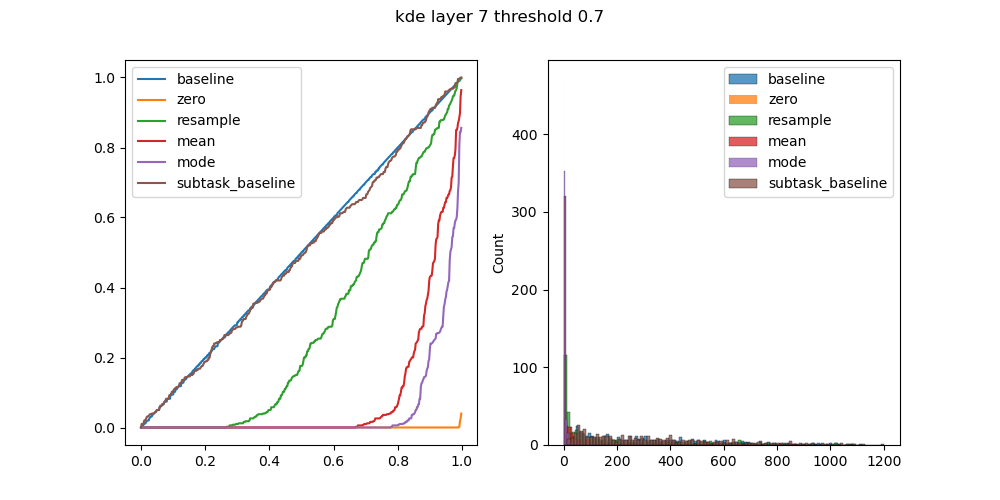 kde layer 7 threshold 0.7
1.0
0.8
0.6
0.4
0.2
0.0
0.0 0.2 0.4 0.6 0.8 1.0
baseline
zero
resample
mean
mode
subtask_baseline
Count
400
300
200
100
0
0 200 400 600 800 1000 1200
baseline
zero
resample
mean
mode
subtask_baseline